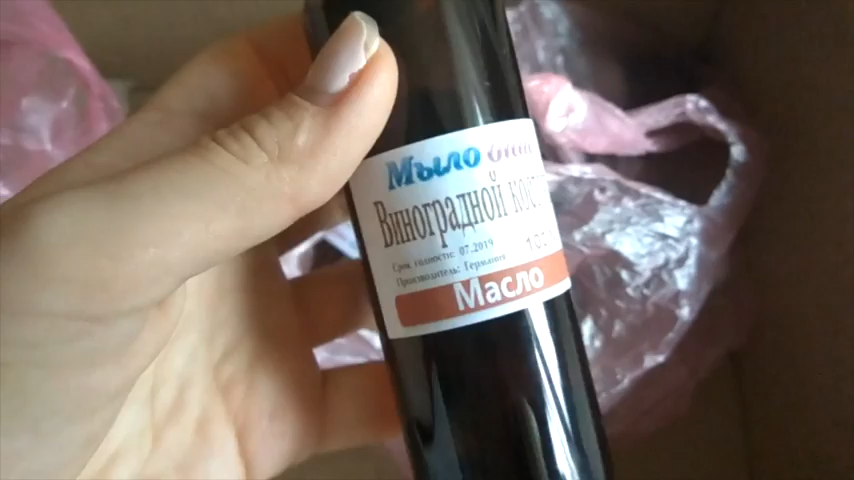 Мыло
Виноградной
Срок годности: 07.2019
Производитель: Германия
Масло